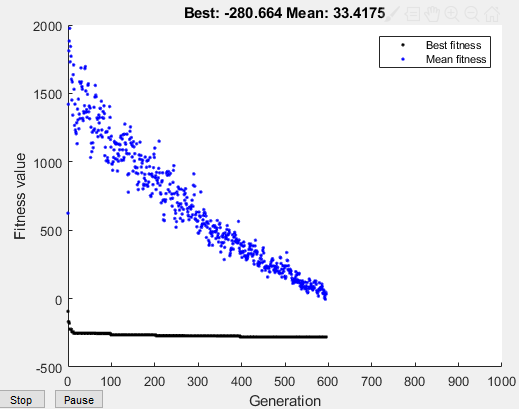 Best: -280.664 Mean: 33.4175
2000
1500
1000
500
0
-500
Fitness value
Best fitness
Mean fitness
0 100 200 300 400 500 600 700 800 900 1000
Generation
Stop Pause